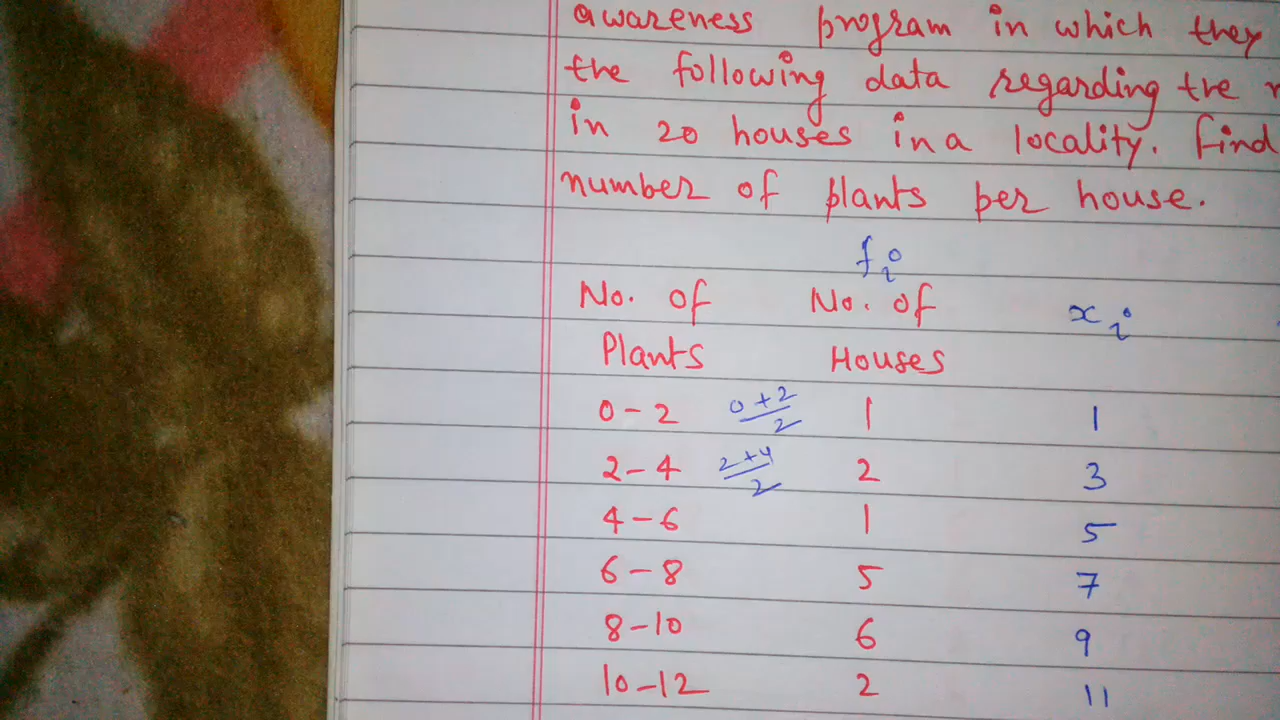 awareness program in which they
the following data regarding the
in 20 houses in a locality. Find
number of plants per house.
fi
No. of No. of xi
Plants Houses
0-2 0+2/2 1 1
2-4 2+4/2 2 3
4-6 1 5
6-8 5 7
8-10 6 9
10-12 2 11